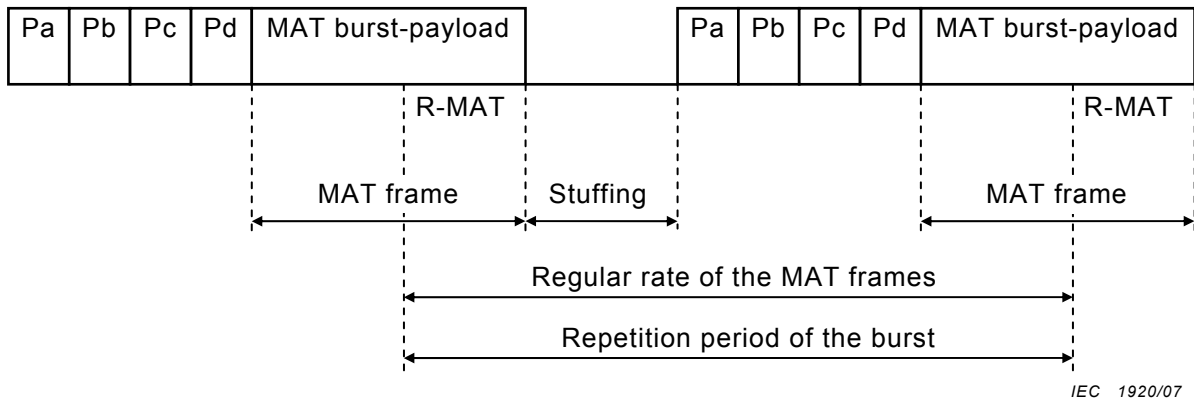 Pa Pb Pc Pd MAT burst-payload Pa Pb Pc Pd MAT burst-payload
R-MAT R-MAT
MAT frame Stuffing MAT frame
Regular rate of the MAT frames
Repetition period of the burst
IEC 1920/07